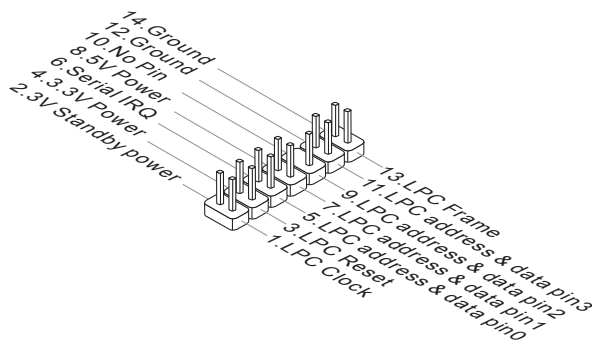 14.Ground
12.Ground
10.No Pin
8.5V Power
6.Serial IRQ
4.3.3V Power
2.3V Standby power
13.LPC Frame
11.LPC address & data pin3
9.LPC address & data pin2
7.LPC address & data pin1
5.LPC address & data pin0
3.LPC Reset
1.LPC Clock